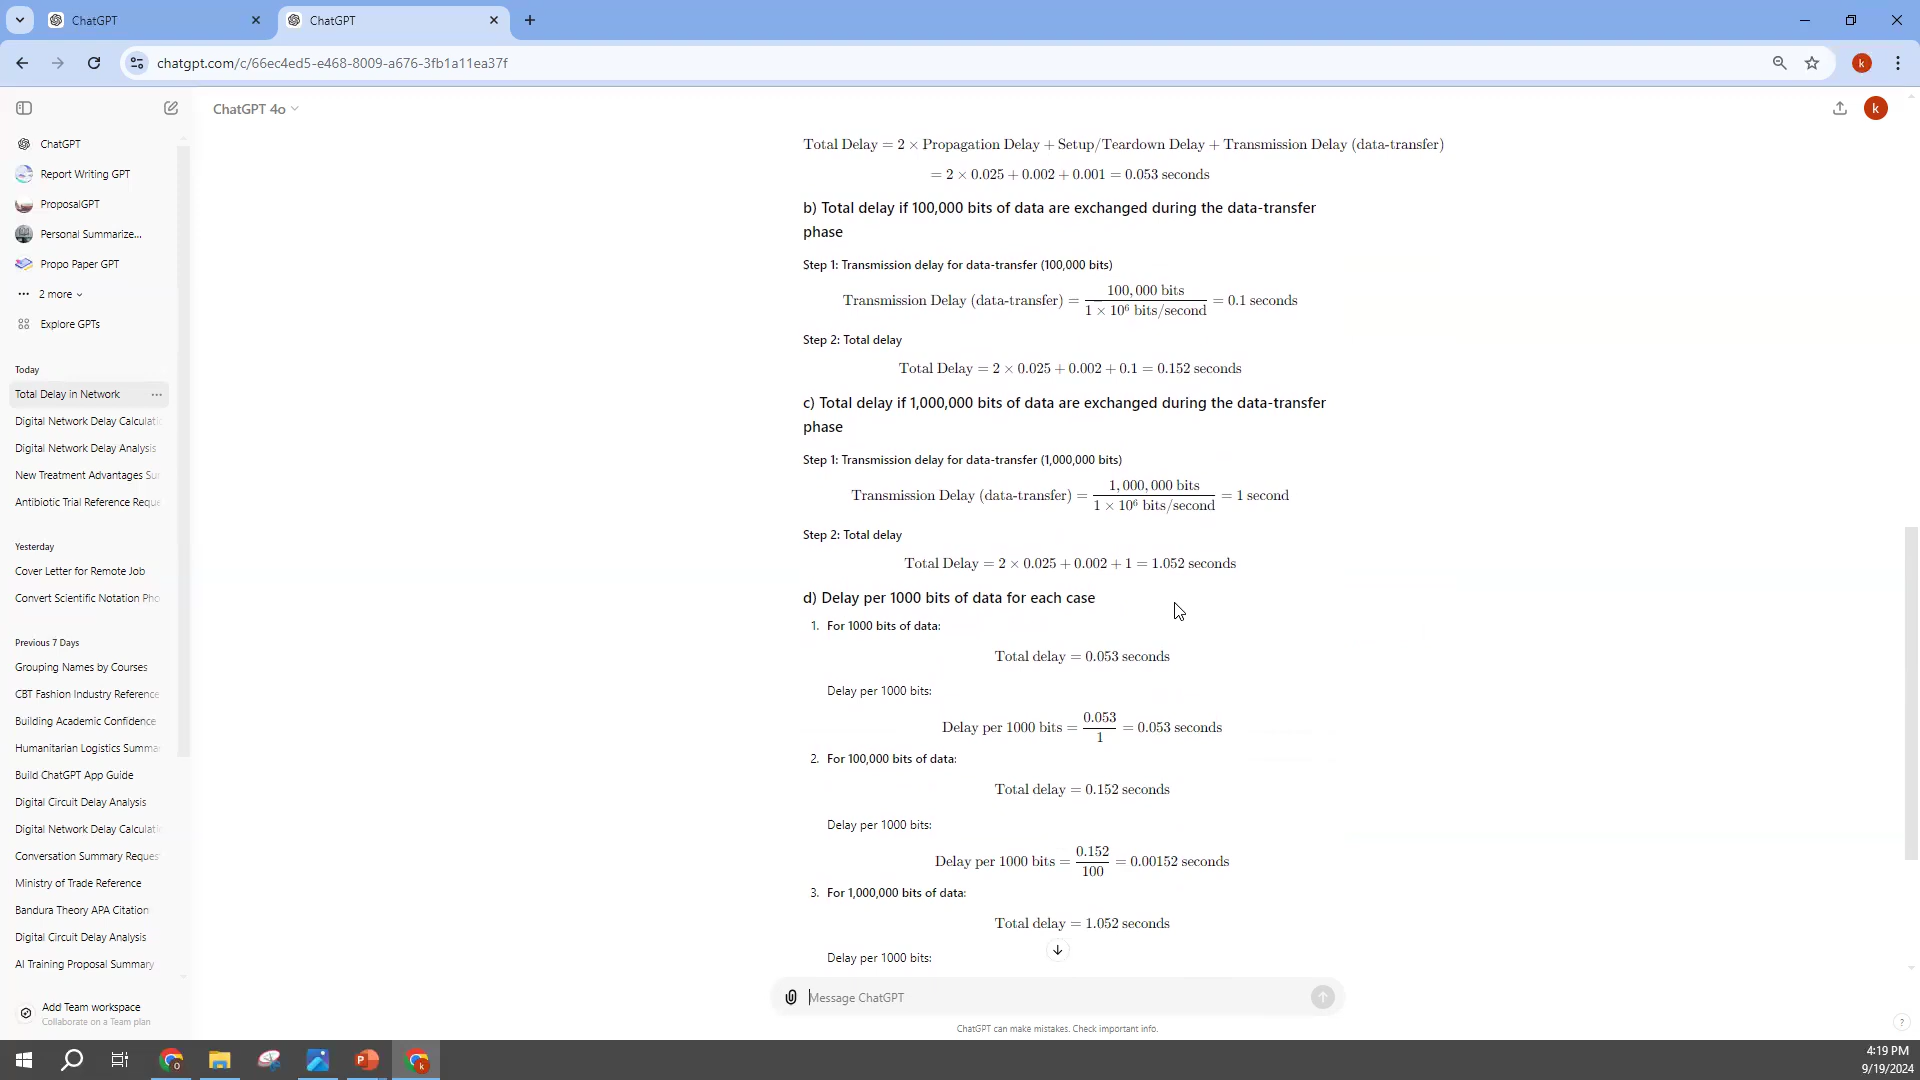 ChatGPT
ChatGPT
chatgpt.com/c/66ec4ed5-e468-8009-a676-3fb1a11ea37f
k
ChatGPT 4o
k
ChatGPT
Report Writing GPT
ProposalGPT
Personal Summarize...
Propo Paper GPT
2 more
Explore GPTs
Today
Total Delay in Network
Digital Network Delay Calculati
Digital Network Delay Analysis
New Treatment Advantages Su
Antibiotic Trial Reference Reque
Yesterday
Cover Letter for Remote Job
Convert Scientific Notation Pho
Previous 7 Days
Grouping Names by Courses
CBT Fashion Industry Reference
Building Academic Confidence
Humanitarian Logistics Summa
Build ChatGPT App Guide
Digital Circuit Delay Analysis
Digital Network Delay Calculati
Conversation Summary Reques
Ministry of Trade Reference
Bandura Theory APA Citation
Digital Circuit Delay Analysis
AI Training Proposal Summary
Add Team workspace
Collaborate on a Team plan
Total Delay = 2 × Propagation Delay + Setup/Teardown Delay + Transmission Delay (data-transfer)
= 2 × 0.025 + 0.002 + 0.001 = 0.053 seconds
b) Total delay if 100,000 bits of data are exchanged during the data-transfer
phase
Step 1: Transmission delay for data-transfer (100,000 bits)
Transmission Delay (data-transfer) = 100,000 bits / 1 × 10⁶ bits/second = 0.1 seconds
Step 2: Total delay
Total Delay = 2 × 0.025 + 0.002 + 0.1 = 0.152 seconds
c) Total delay if 1,000,000 bits of data are exchanged during the data-transfer
phase
Step 1: Transmission delay for data-transfer (1,000,000 bits)
Transmission Delay (data-transfer) = 1,000,000 bits / 1 × 10⁶ bits/second = 1 second
Step 2: Total delay
Total Delay = 2 × 0.025 + 0.002 + 1 = 1.052 seconds
d) Delay per 1000 bits of data for each case
1. For 1000 bits of data:
Total delay = 0.053 seconds
Delay per 1000 bits:
Delay per 1000 bits = 0.053 / 1 = 0.053 seconds
2. For 100,000 bits of data:
Total delay = 0.152 seconds
Delay per 1000 bits:
Delay per 1000 bits = 0.152 / 100 = 0.00152 seconds
3. For 1,000,000 bits of data:
Total delay = 1.052 seconds
Delay per 1000 bits:
Message ChatGPT
ChatGPT can make mistakes. Check important info.
?
4:19 PM
9/19/2024